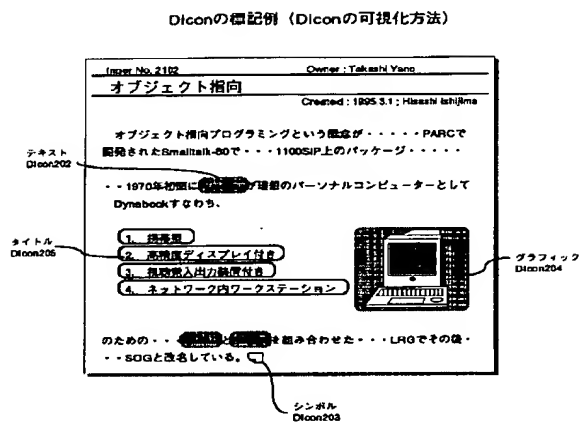 DIconの標記例（DIconの可視化方法）
Paper No. 2102 Owner : Takashi Yano
オブジェクト指向
Created : 1995 3.1 ; Hisashi Ishijima
オブジェクト指向プログラミングという概念が・・・・・PARCで
開発されたSmalltalk-80で・・・1100SIP上のパッケージ・・・・・
テキスト
DIcon202
・・1970年初頭に が理想のパーソナルコンピューターとして
Dynabookすなわち、
1. 携帯型
2. 高精度ディスプレイ付き
3. 視聴覚入出力装備付き
4. ネットワーク内ワークステーション
タイトル
DIcon205
グラフィック
DIcon204
のための・・ と を組み合わせた・・・LRGでその後・
・・SDGと改名している。
シンボル
DIcon203